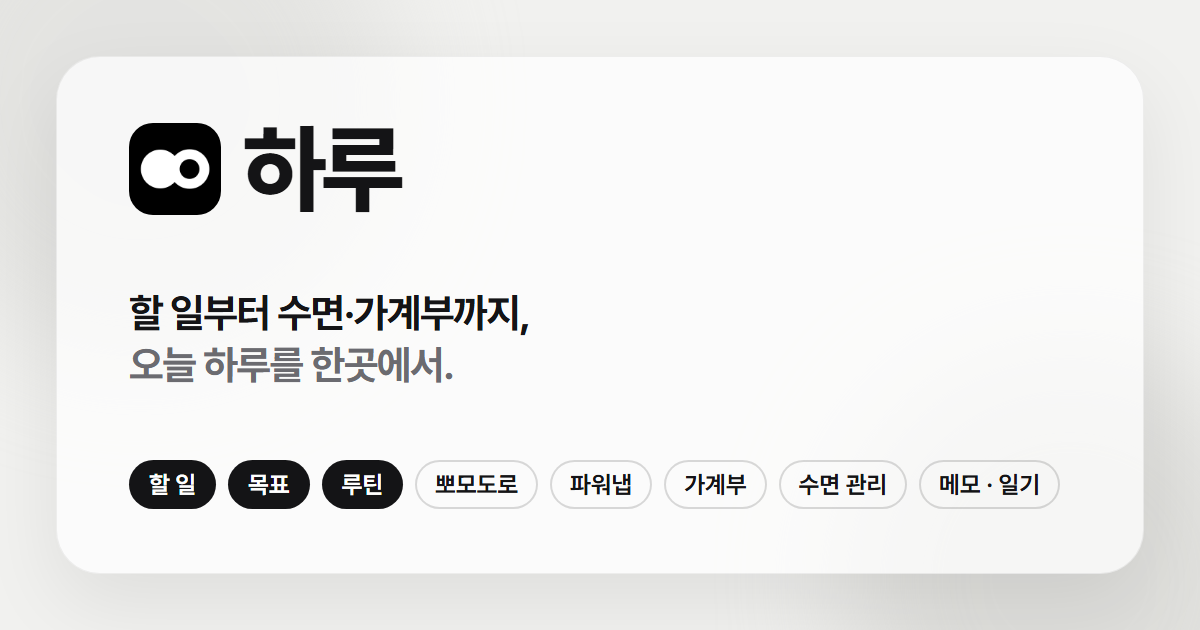 하루
할 일부터 수면·가계부까지,
오늘 하루를 한곳에서.
할 일 목표 루틴 뽀모도로 파워냅 가계부 수면 관리 메모 · 일기